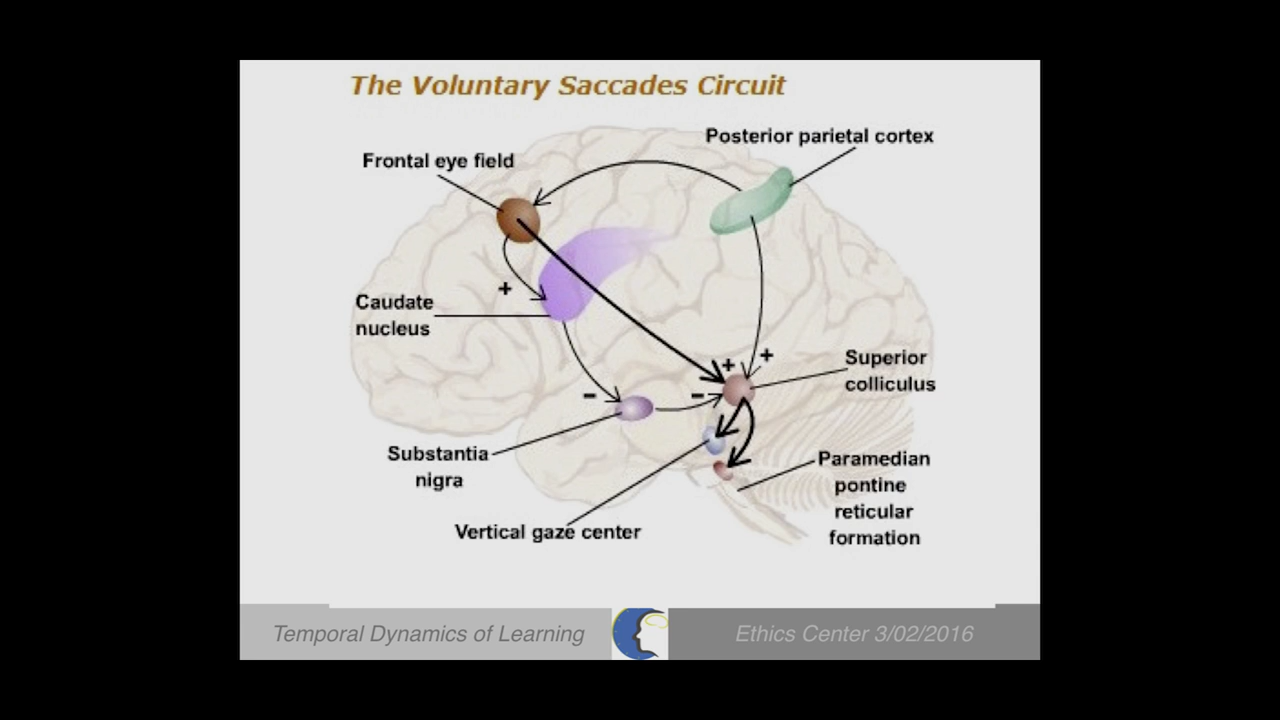 The Voluntary Saccades Circuit
Posterior parietal cortex
Frontal eye field
+
Caudate
nucleus
+
+
Superior
colliculus
-
-
Substantia
nigra
Paramedian
pontine
reticular
formation
Vertical gaze center
Temporal Dynamics of Learning
Ethics Center 3/02/2016